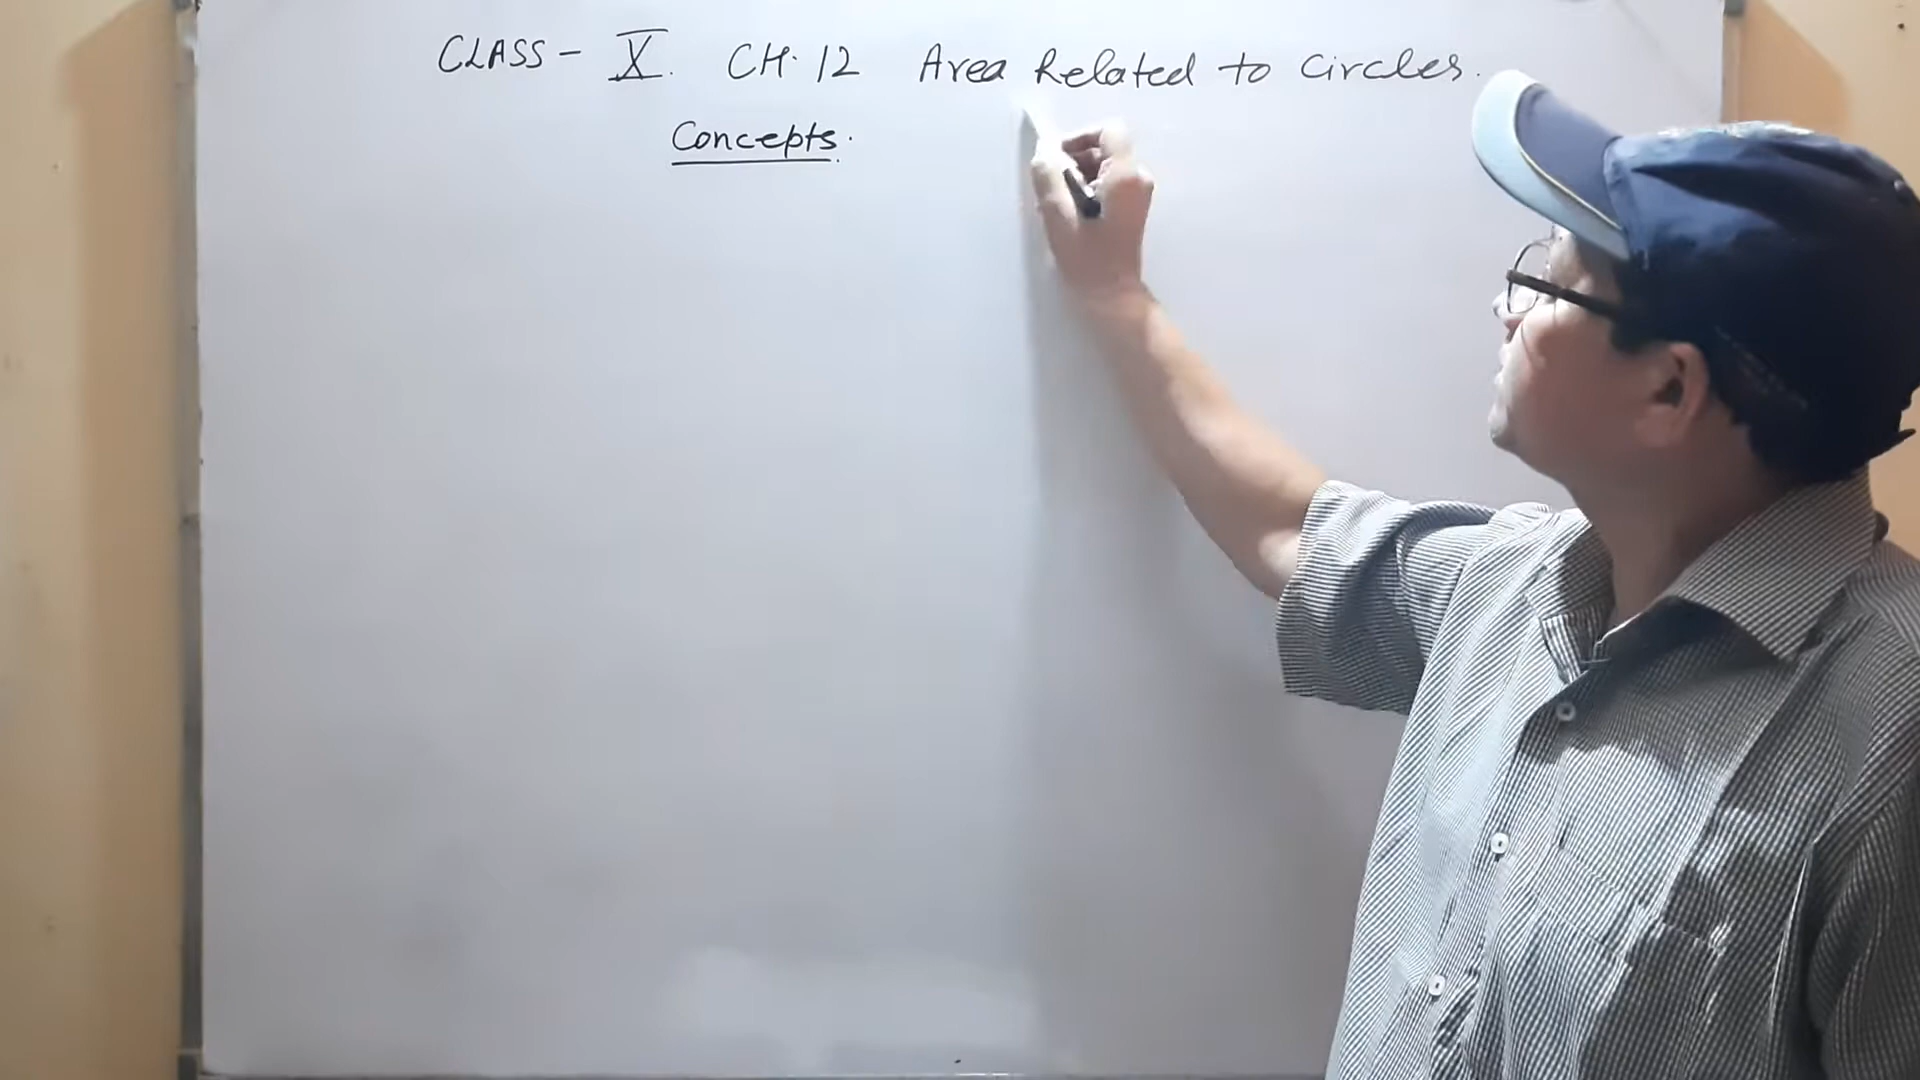 CLASS - X. CH. 12 Area Related to Circles.
Concepts.